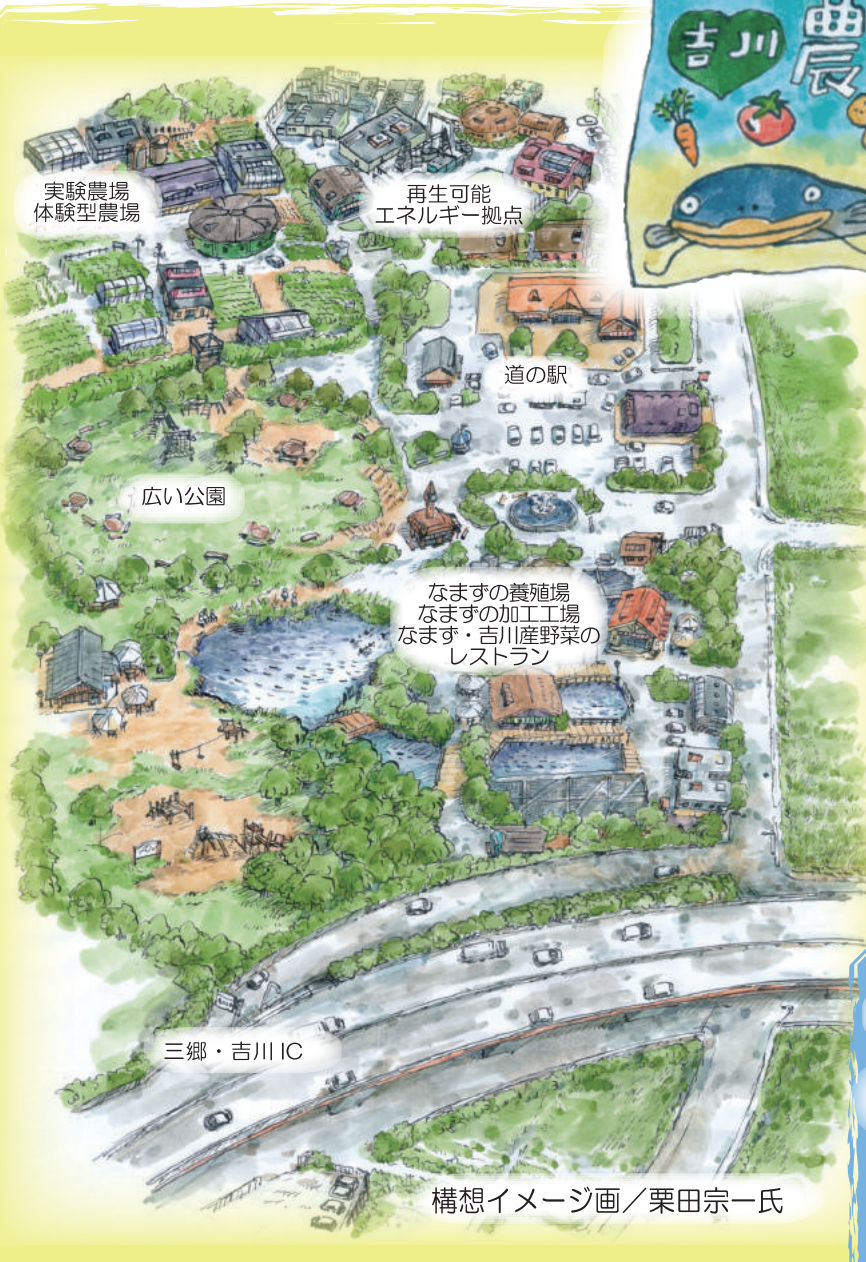 吉川
農
実験農場
体験型農場
再生可能
エネルギー拠点
道の駅
広い公園
なまずの養殖場
なまずの加工工場
なまず・吉川産野菜の
レストラン
三郷・吉川IC
構想イメージ画／栗田宗一氏